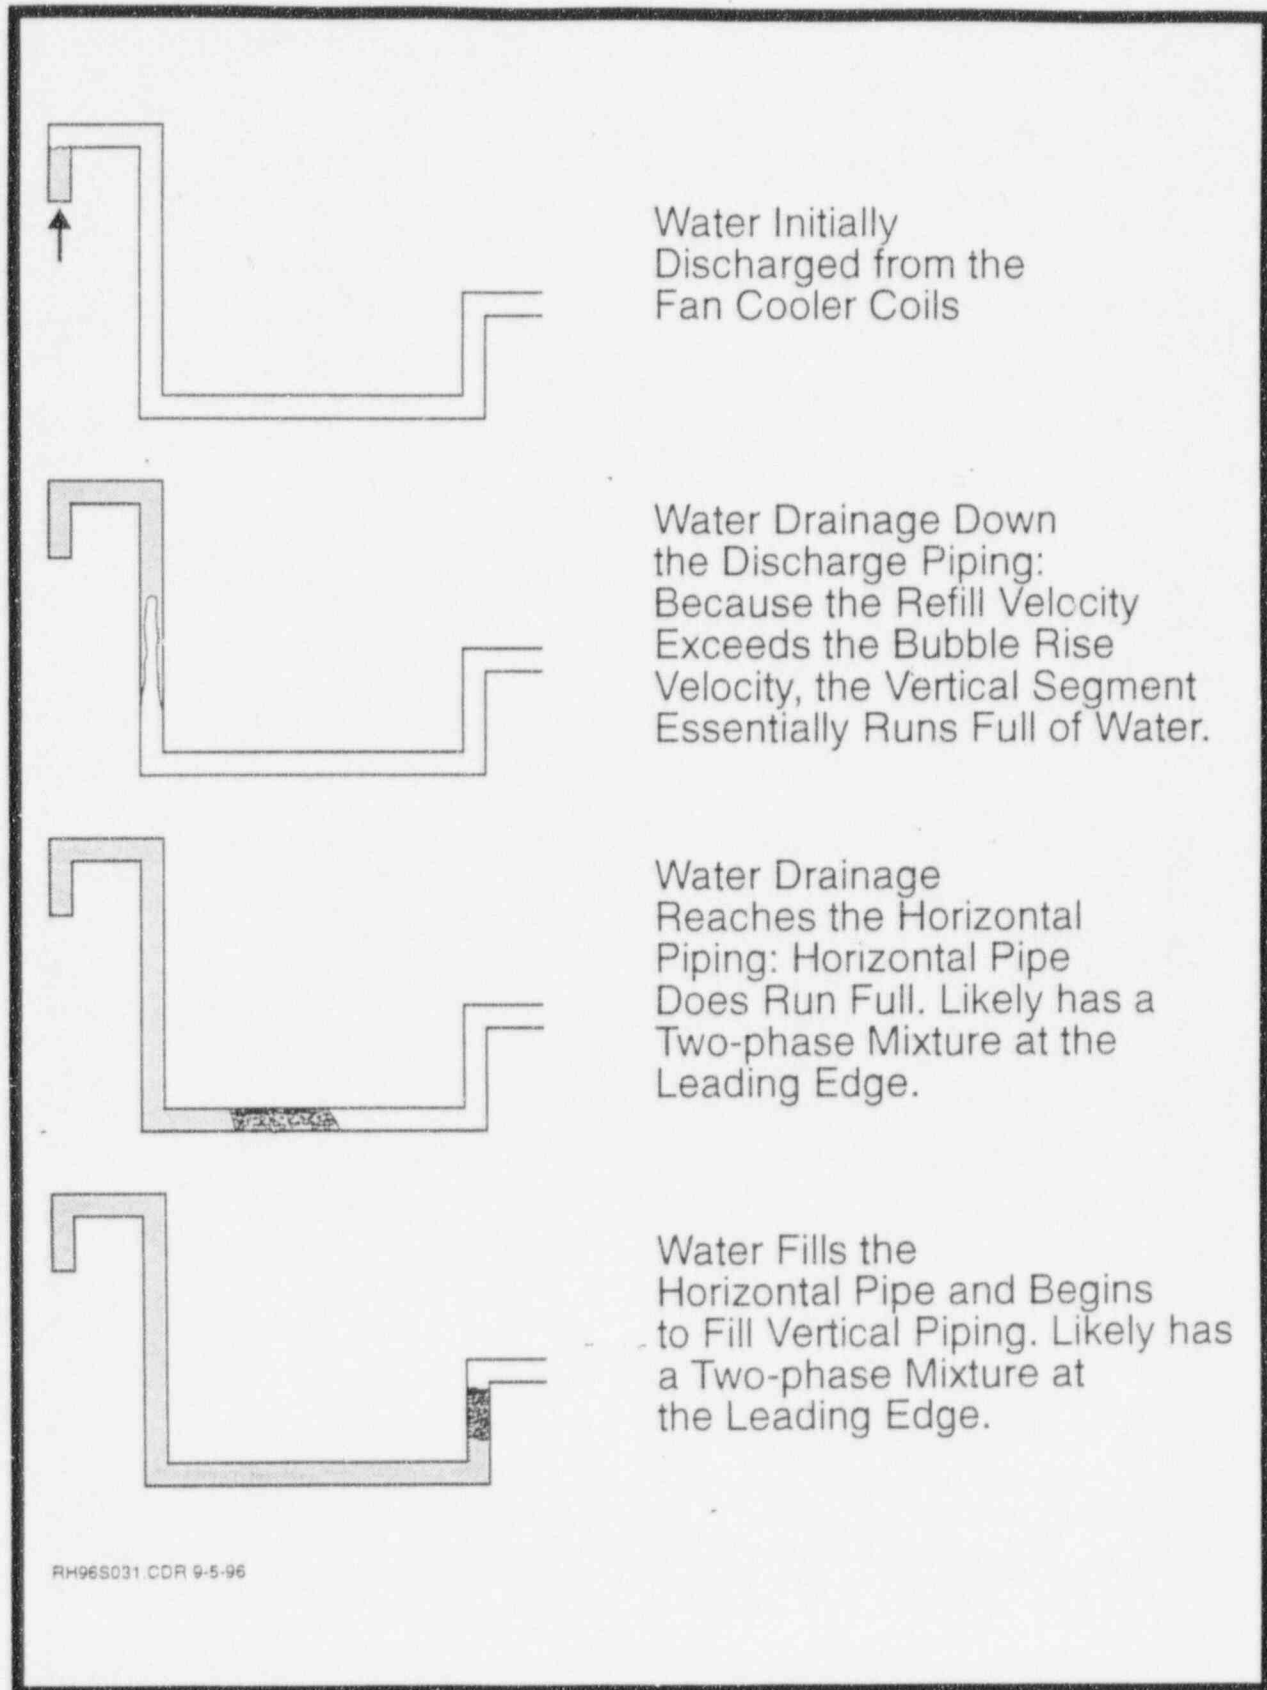 Water Initially
Discharged from the
Fan Cooler Coils
Water Drainage Down
the Discharge Piping:
Because the Refill Velocity
Exceeds the Bubble Rise
Velocity, the Vertical Segment
Essentially Runs Full of Water.
Water Drainage
Reaches the Horizontal
Piping: Horizontal Pipe
Does Run Full. Likely has a
Two-phase Mixture at the
Leading Edge.
Water Fills the
Horizontal Pipe and Begins
to Fill Vertical Piping. Likely has
a Two-phase Mixture at
the Leading Edge.
RH96S031.CDR 9-5-96